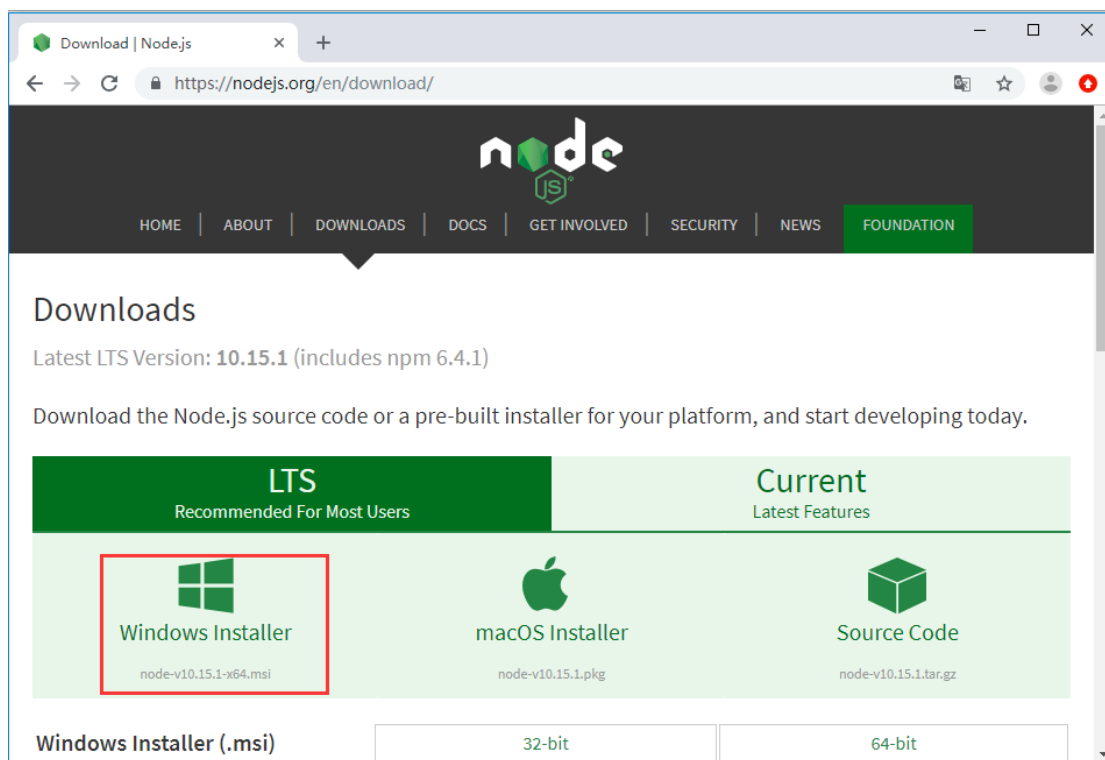 Download | Node.js
https://nodejs.org/en/download/
node
JS
HOME | ABOUT | DOWNLOADS | DOCS | GET INVOLVED | SECURITY | NEWS FOUNDATION
Downloads
Latest LTS Version: 10.15.1 (includes npm 6.4.1)
Download the Node.js source code or a pre-built installer for your platform, and start developing today.
LTS
Recommended For Most Users
Current
Latest Features
Windows Installer
node-v10.15.1-x64.msi
macOS Installer
node-v10.15.1.pkg
Source Code
node-v10.15.1.tar.gz
Windows Installer (.msi) 32-bit 64-bit